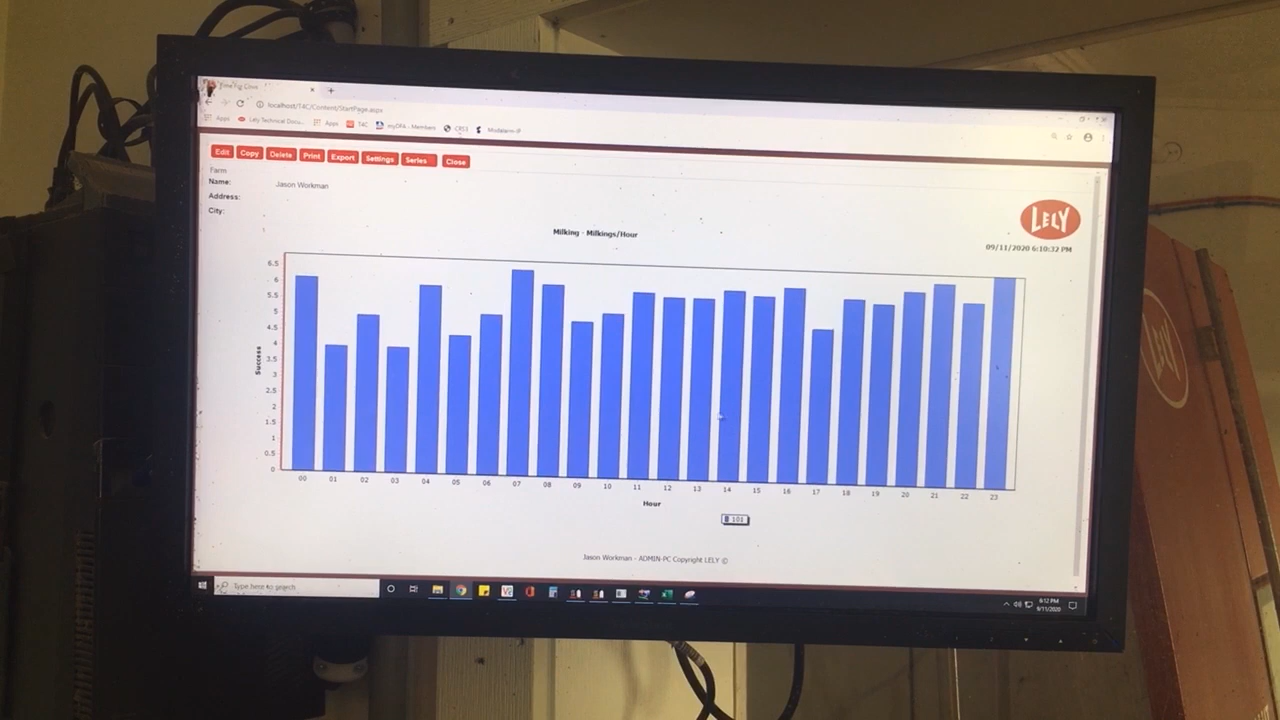 localhost/T4C/Content/StartPage.aspx
Apps Lely Technical Docu... Apps T4C myDFA - Members CRS3
Edit Copy Delete Print Export Settings Series Close
Farm
Name: Jason Workman
Address:
City:
LELY
09/11/2020 6:10:32 PM
Milking - Milkings/Hour
6.5
6
5.5
5
4.5
4
3.5
3
2.5
2
1.5
1
0.5
0
Success
00 01 02 03 04 05 06 07 08 09 10 11 12 13 14 15 16 17 18 19 20 21 22 23
Hour
101
Jason Workman - ADMIN-PC Copyright LELY ©
Type here to search
6:12 PM
9/11/2020
LELY